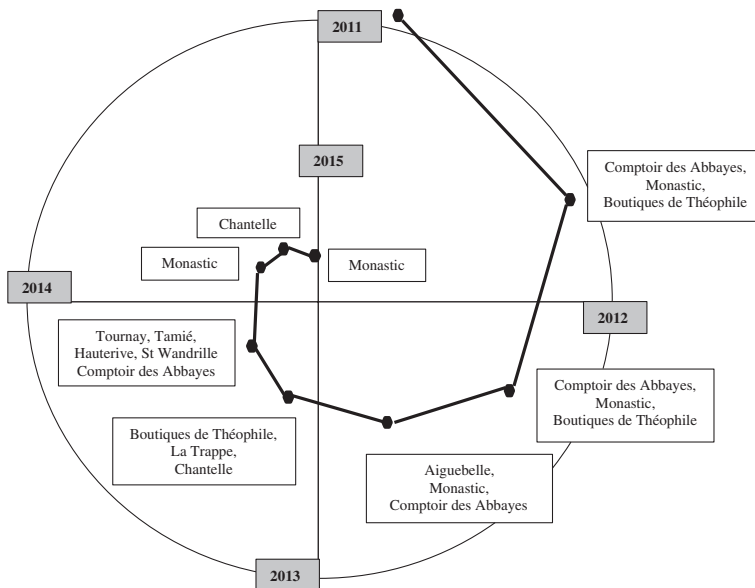 2011
2015
Comptoir des Abbayes,
Monastic,
Boutiques de Théophile
Chantelle
Monastic
Monastic
2014
2012
Tournay, Tamié,
Hauterive, St Wandrille
Comptoir des Abbayes
Comptoir des Abbayes,
Monastic,
Boutiques de Théophile
Boutiques de Théophile,
La Trappe,
Chantelle
Aiguebelle,
Monastic,
Comptoir des Abbayes
2013